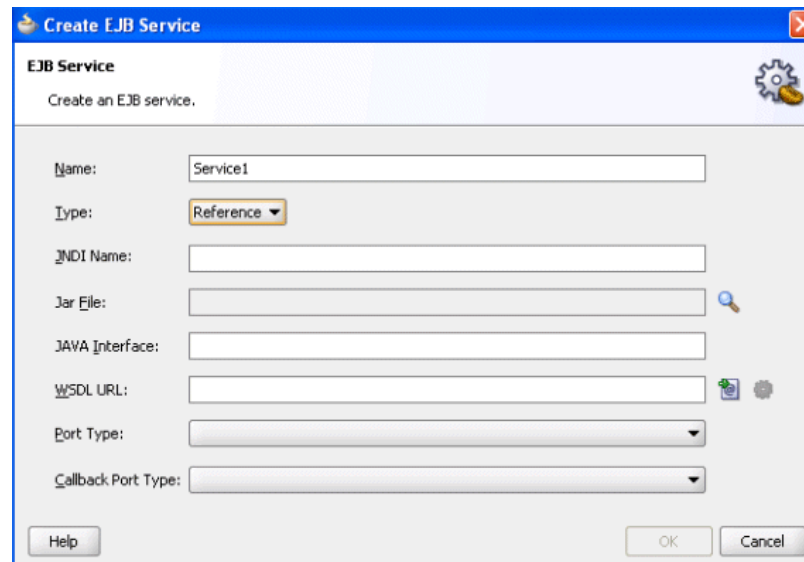 Create EJB Service
EJB Service
Create an EJB service.
Name: Service1
Type: Reference
JNDI Name:
Jar File:
JAVA Interface:
WSDL URL:
Port Type:
Callback Port Type:
Help OK Cancel